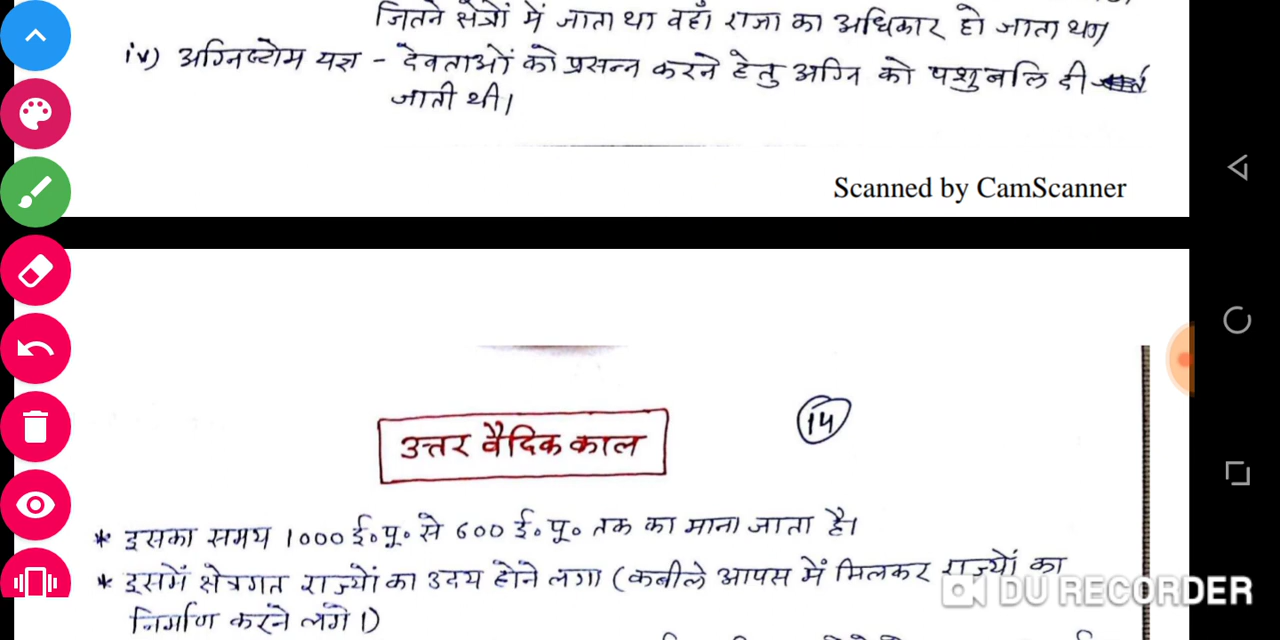 जितने क्षेत्रों में जाता था वहाँ राजा का अधिकार हो जाता था।
iv) अग्निष्टोम यज्ञ - देवताओं को प्रसन्न करने हेतु अग्नि को पशुबलि दी
जाती थी।
Scanned by CamScanner
14
उत्तर वैदिक काल
* इसका समय 1000 ई॰पू॰ से 600 ई॰पू॰ तक का माना जाता है।
* इसमें क्षेत्रगत राज्यों का उदय होने लगा (कबीले आपस में मिलकर राज्यों का
निर्माण करने लगे।)
DU RECORDER